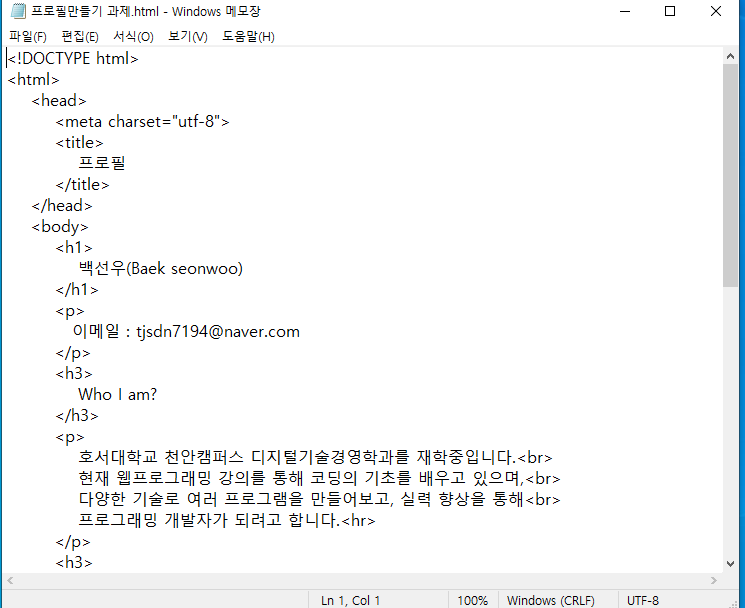 프로필만들기 과제.html - Windows 메모장
파일(F) 편집(E) 서식(O) 보기(V) 도움말(H)
<!DOCTYPE html>
<html>
<head>
<meta charset="utf-8">
<title>
프로필
</title>
</head>
<body>
<h1>
백선우(Baek seonwoo)
</h1>
<p>
이메일 : tjsdn7194@naver.com
</p>
<h3>
Who I am?
</h3>
<p>
호서대학교 천안캠퍼스 디지털기술경영학과를 재학중입니다.<br>
현재 웹프로그래밍 강의를 통해 코딩의 기초를 배우고 있으며,<br>
다양한 기술로 여러 프로그램을 만들어보고, 실력 향상을 통해<br>
프로그래밍 개발자가 되려고 합니다.<hr>
</p>
<h3>
Ln 1, Col 1 100% Windows (CRLF) UTF-8